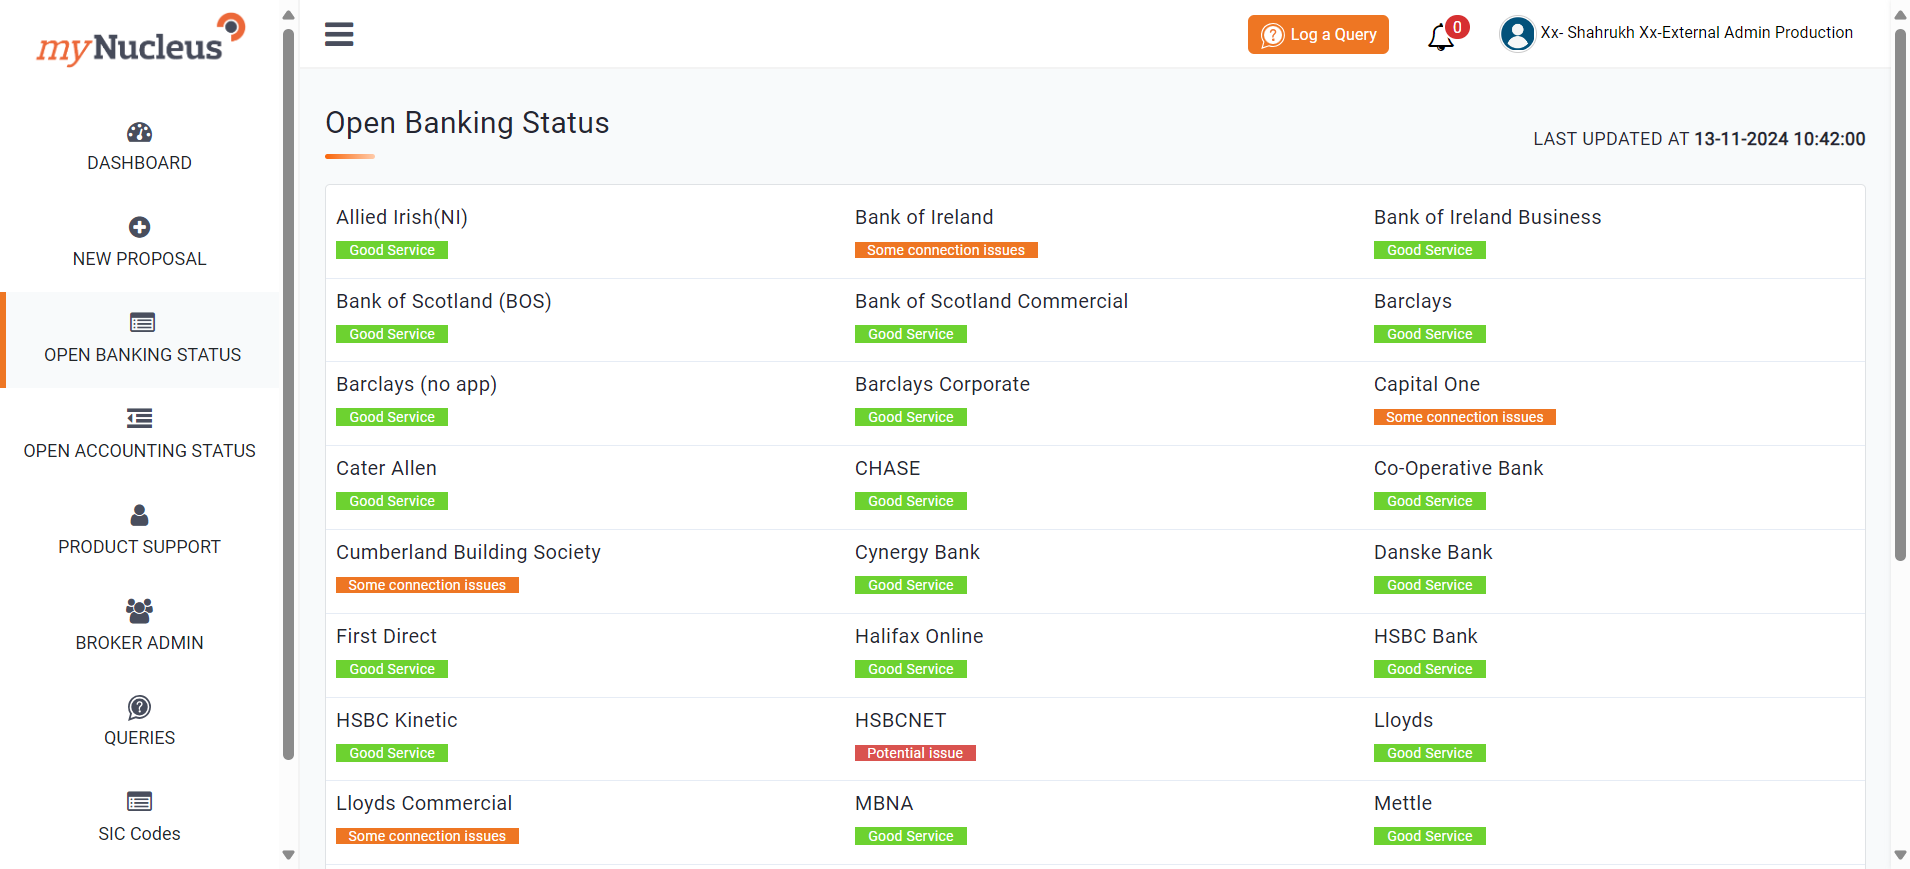 myNucleus
DASHBOARD
NEW PROPOSAL
OPEN BANKING STATUS
OPEN ACCOUNTING STATUS
PRODUCT SUPPORT
BROKER ADMIN
QUERIES
SIC Codes
Log a Query
0
Xx- Shahrukh Xx-External Admin Production
Open Banking Status
LAST UPDATED AT 13-11-2024 10:42:00
Allied Irish(NI)
Good Service
Bank of Ireland
Some connection issues
Bank of Ireland Business
Good Service
Bank of Scotland (BOS)
Good Service
Bank of Scotland Commercial
Good Service
Barclays
Good Service
Barclays (no app)
Good Service
Barclays Corporate
Good Service
Capital One
Some connection issues
Cater Allen
Good Service
CHASE
Good Service
Co-Operative Bank
Good Service
Cumberland Building Society
Some connection issues
Cynergy Bank
Good Service
Danske Bank
Good Service
First Direct
Good Service
Halifax Online
Good Service
HSBC Bank
Good Service
HSBC Kinetic
Good Service
HSBCNET
Potential issue
Lloyds
Good Service
Lloyds Commercial
Some connection issues
MBNA
Good Service
Mettle
Good Service